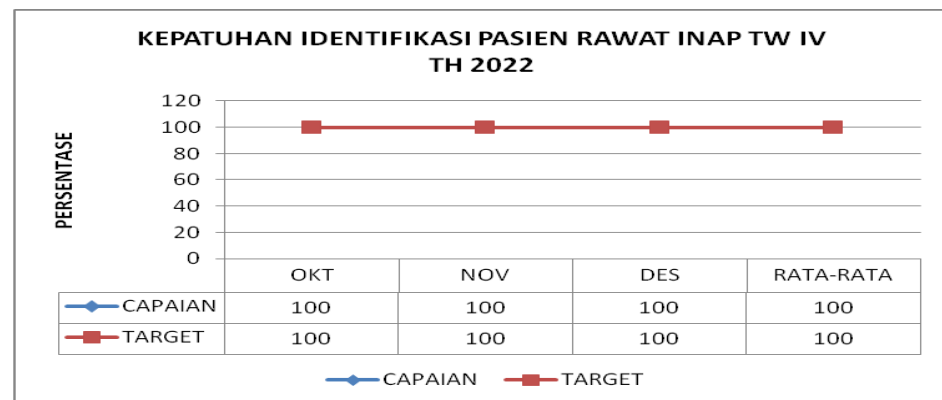 KEPATUHAN IDENTIFIKASI PASIEN RAWAT INAP TW IV
TH 2022
PERSENTASE
120
100
80
60
40
20
0
OKT NOV DES RATA-RATA
CAPAIAN 100 100 100 100
TARGET 100 100 100 100
CAPAIAN TARGET